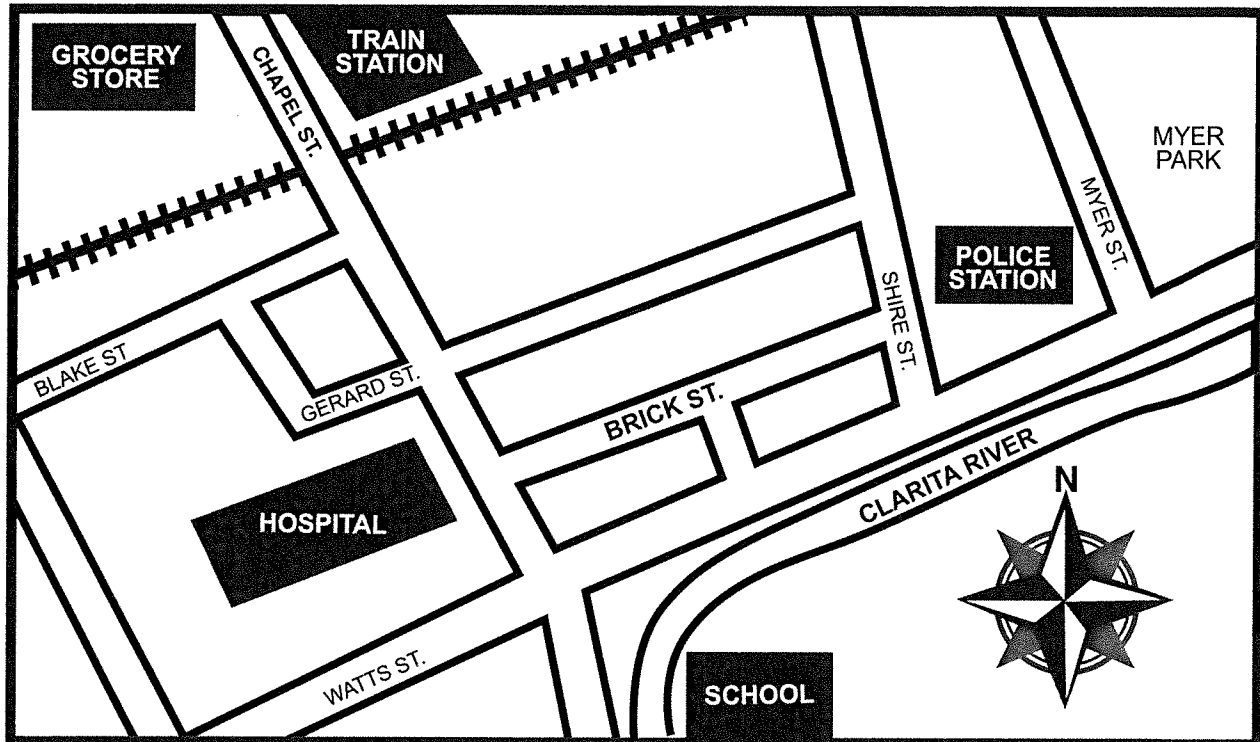 GROCERY
STORE
CHAPEL ST.
TRAIN
STATION
MYER
PARK
MYER ST.
POLICE
STATION
SHIRE ST.
BLAKE ST
GERARD ST.
BRICK ST.
CLARITA RIVER
N
HOSPITAL
WATTS ST.
SCHOOL